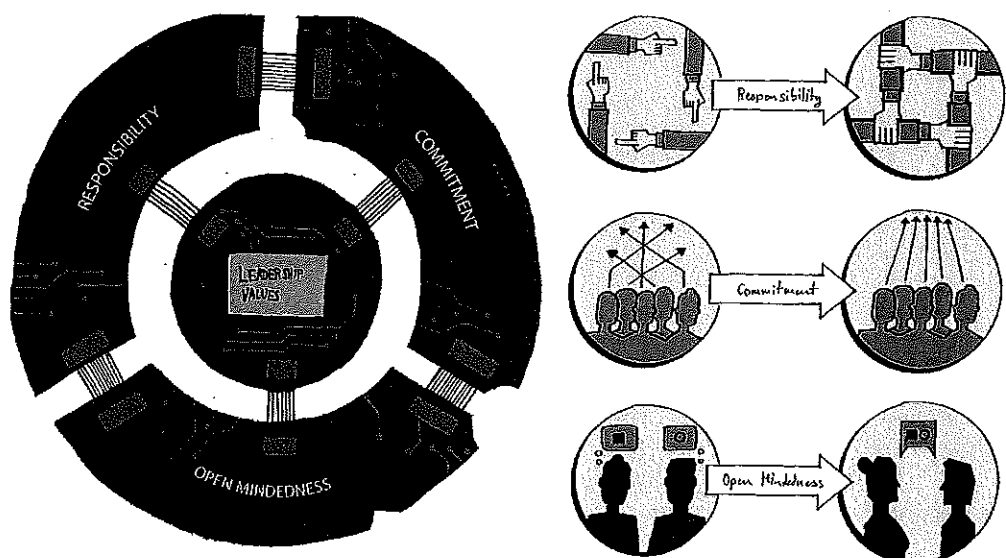 RESPONSIBILITY
COMMITMENT
LEADERSHIP
VALUES
OPEN MINDEDNESS
Responsibility
Commitment
Open Mindedness